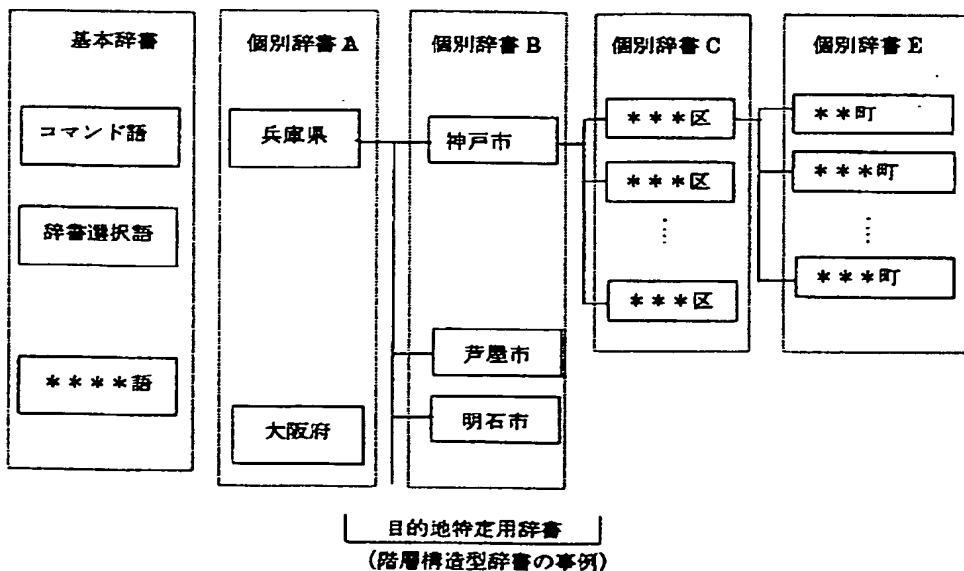 基本辞書
コマンド語
辞書選択語
＊＊＊＊語
個別辞書A
兵庫県
大阪府
個別辞書B
神戸市
芦屋市
明石市
個別辞書C
＊＊＊区
＊＊＊区
⋮
＊＊＊区
個別辞書E
＊＊町
＊＊＊町
⋮
＊＊＊町
目的地特定用辞書
(階層構造型辞書の事例)